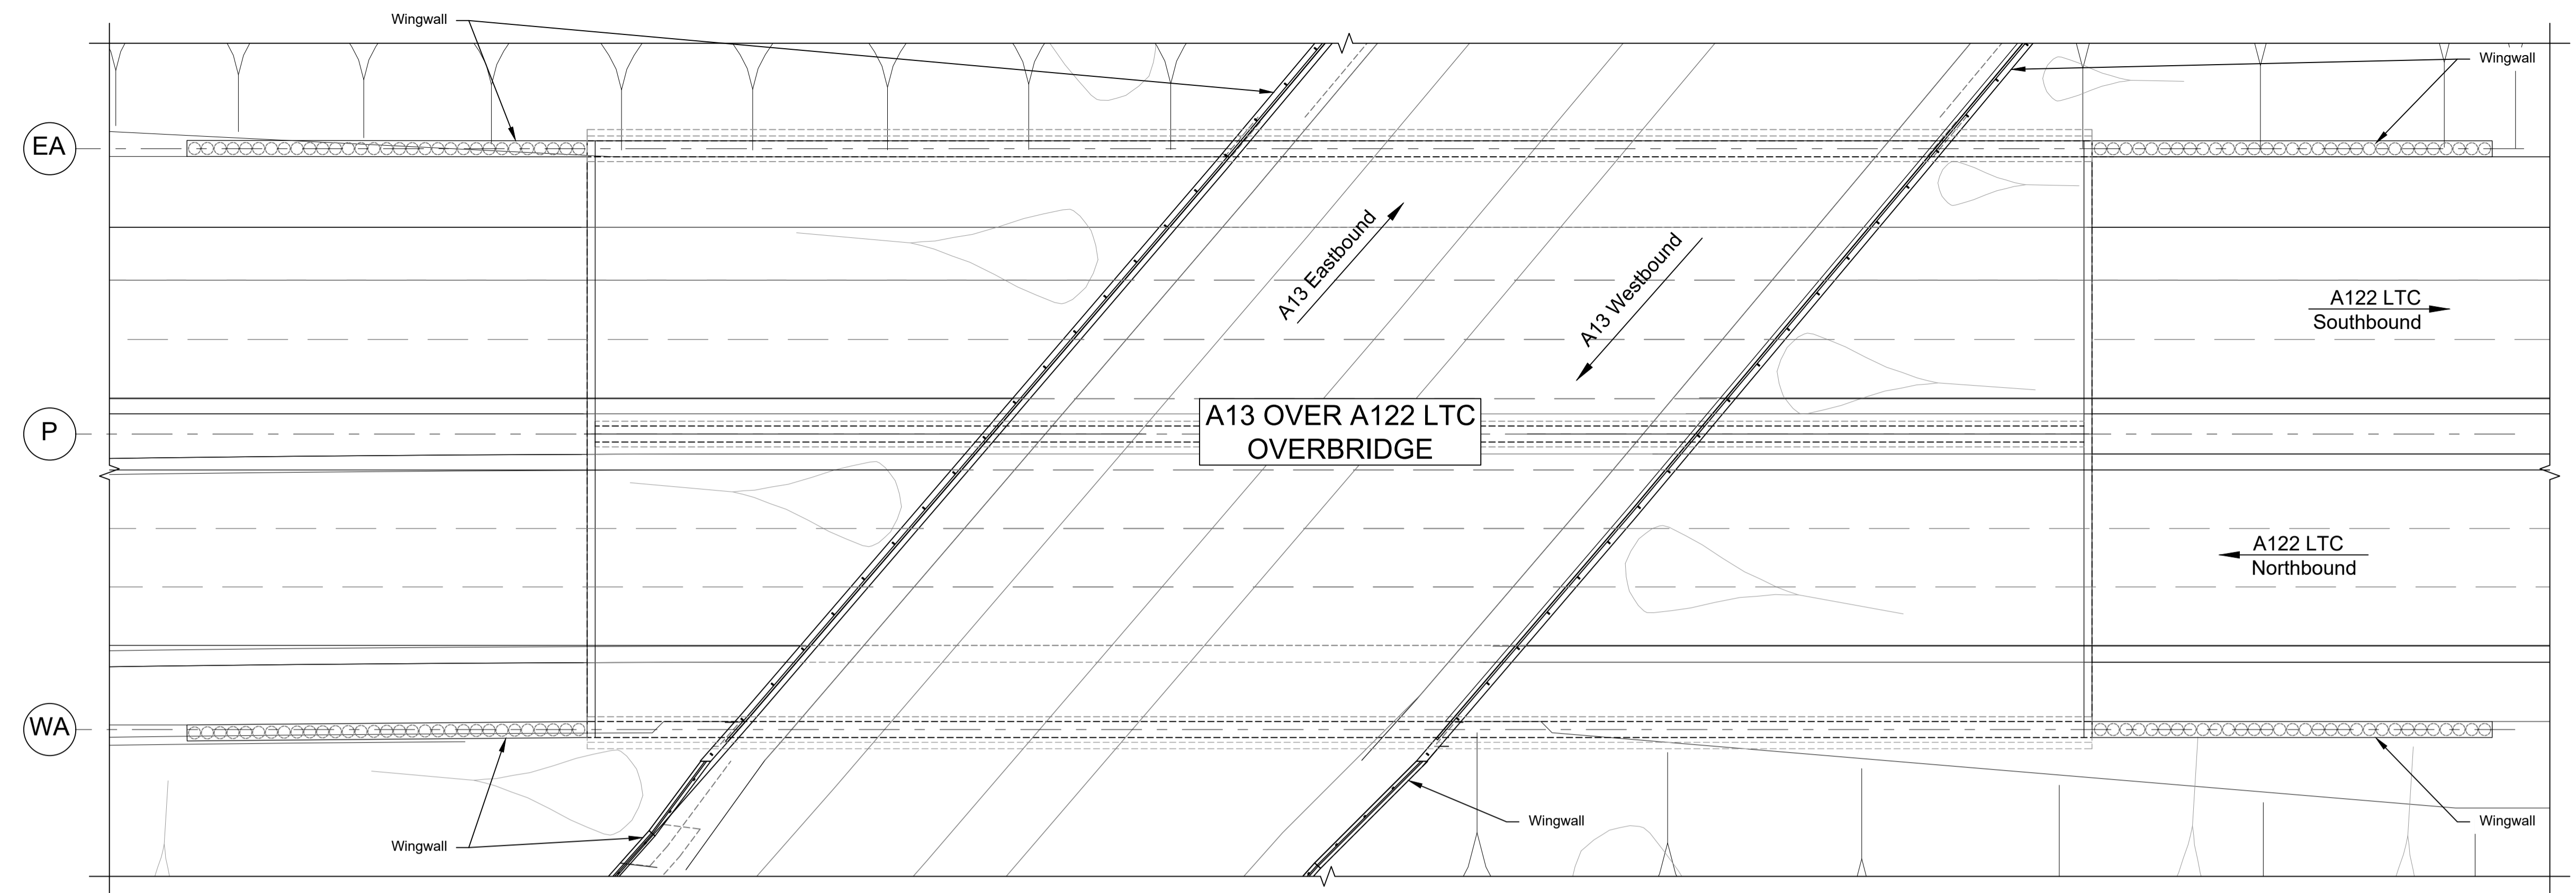 Wingwall
Wingwall
EA
A13 Eastbound
A13 Westbound
A122 LTC
Southbound
P
A13 OVER A122 LTC
OVERBRIDGE
A122 LTC
Northbound
WA
Wingwall
Wingwall
Wingwall